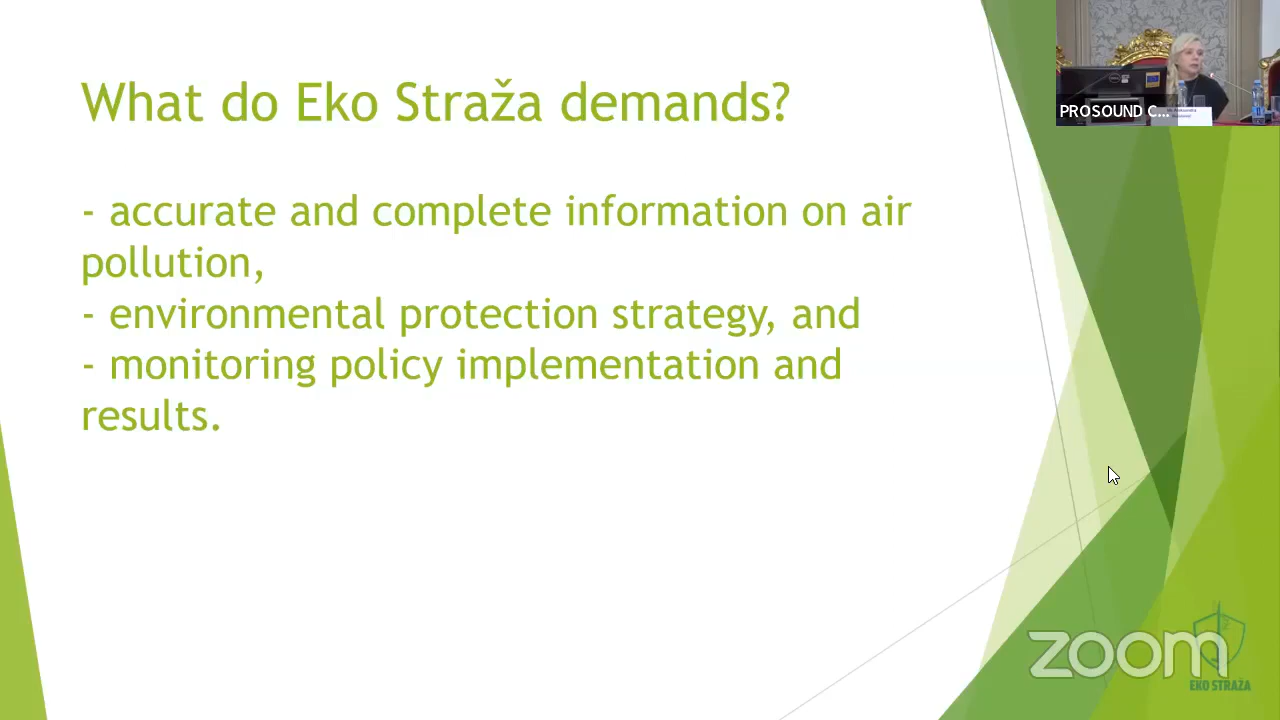 What do Eko Straža demands?
- accurate and complete information on air
pollution,
- environmental protection strategy, and
- monitoring policy implementation and
results.
PROSOUND C...
zoom
EKO STRAŽA